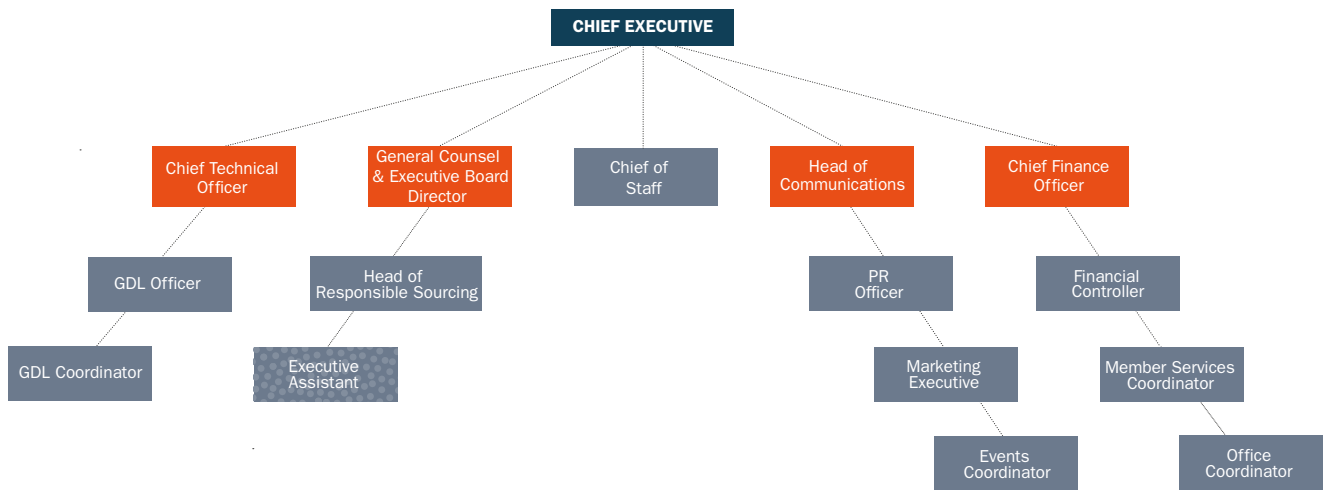 CHIEF EXECUTIVE
Chief Technical
Officer
General Counsel
& Executive Board
Director
Chief of
Staff
Head of
Communications
Chief Finance
Officer
GDL Officer
Head of
Responsible Sourcing
PR
Officer
Financial
Controller
GDL Coordinator
Executive
Assistant
Marketing
Executive
Member Services
Coordinator
Events
Coordinator
Office
Coordinator